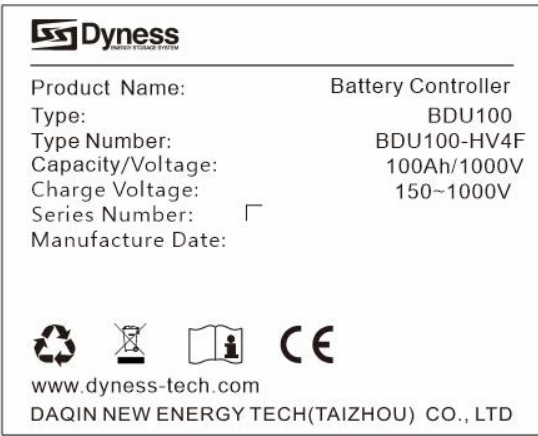 Dyness
ENERGY STORAGE SYSTEM
Product Name: Battery Controller
Type: BDU100
Type Number: BDU100-HV4F
Capacity/Voltage: 100Ah/1000V
Charge Voltage: 150~1000V
Series Number:
Manufacture Date:
www.dyness-tech.com
DAQIN NEW ENERGY TECH(TAIZHOU) CO., LTD